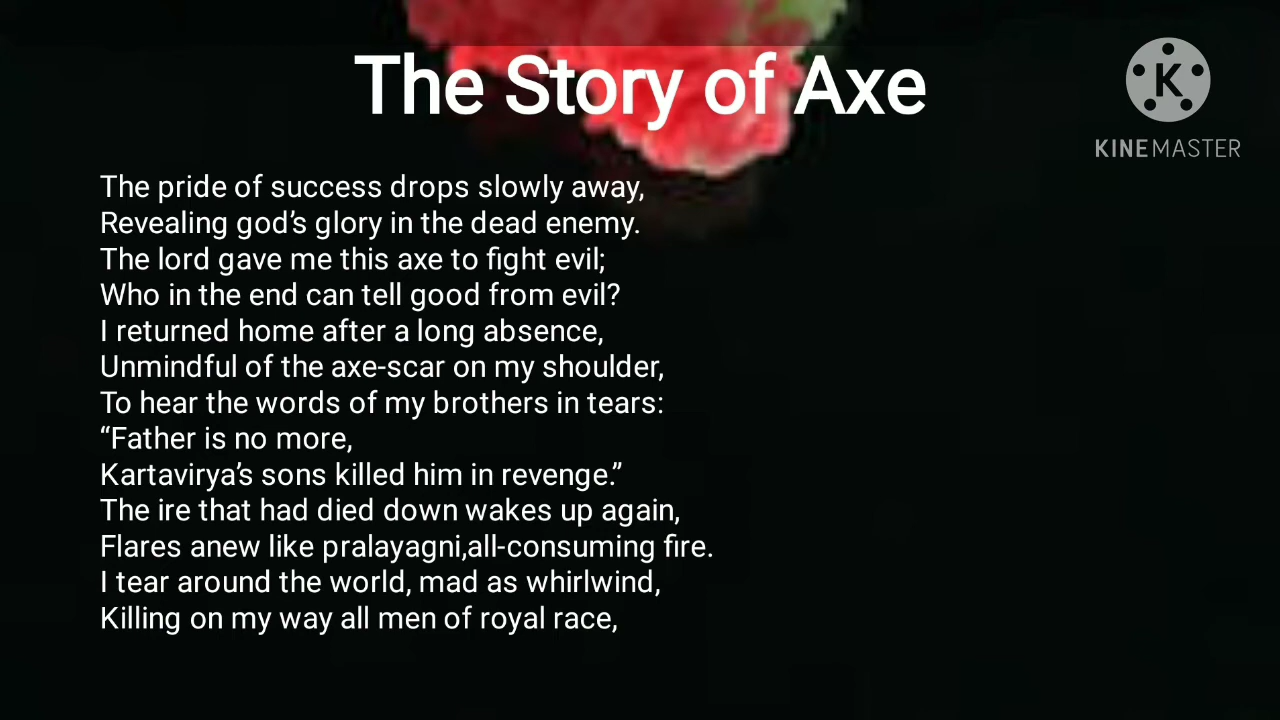 The Story of Axe
K
KINEMASTER
The pride of success drops slowly away,
Revealing god’s glory in the dead enemy.
The lord gave me this axe to fight evil;
Who in the end can tell good from evil?
I returned home after a long absence,
Unmindful of the axe-scar on my shoulder,
To hear the words of my brothers in tears:
“Father is no more,
Kartavirya’s sons killed him in revenge.”
The ire that had died down wakes up again,
Flares anew like pralayagni,all-consuming fire.
I tear around the world, mad as whirlwind,
Killing on my way all men of royal race,